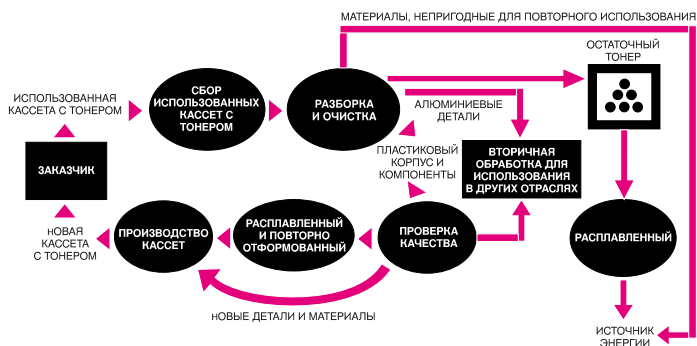 МАТЕРИАЛЫ, НЕПРИГОДНЫЕ ДЛЯ ПОВТОРНОГО ИСПОЛЬЗОВАНИЯ
ОСТАТОЧНЫЙ
ТОНЕР
ИСПОЛЬЗОВАННАЯ
КАССЕТА С ТОНЕРОМ
СБОР
ИСПОЛЬЗОВАННЫХ
КАССЕТ С
ТОНЕРОМ
РАЗБОРКА
И ОЧИСТКА
АЛЮМИНИЕВЫЕ
ДЕТАЛИ
ЗАКАЗЧИК
ПЛАСТИКОВЫЙ
КОРПУС И
КОМПОНЕНТЫ
ВТОРИЧНАЯ
ОБРАБОТКА ДЛЯ
ИСПОЛЬЗОВАНИЯ
В ДРУГИХ ОТРАСЛЯХ
НОВАЯ
КАССЕТА
С ТОНЕРОМ
ПРОИЗВОДСТВО
КАССЕТ
РАСПЛАВЛЕННЫЙ
И ПОВТОРНО
ОТФОРМОВАННЫЙ
ПРОВЕРКА
КАЧЕСТВА
РАСПЛАВЛЕННЫЙ
НОВЫЕ ДЕТАЛИ И МАТЕРИАЛЫ
ИСТОЧНИК
ЭНЕРГИИ